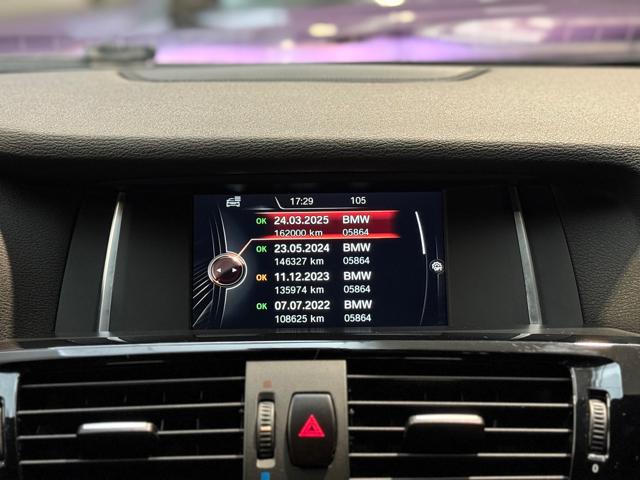 17:29 105
OK 24.03.2025 BMW
162000 km 05864
OK 23.05.2024 BMW
146327 km 05864
OK 11.12.2023 BMW
135974 km 05864
OK 07.07.2022 BMW
108625 km 05864
0